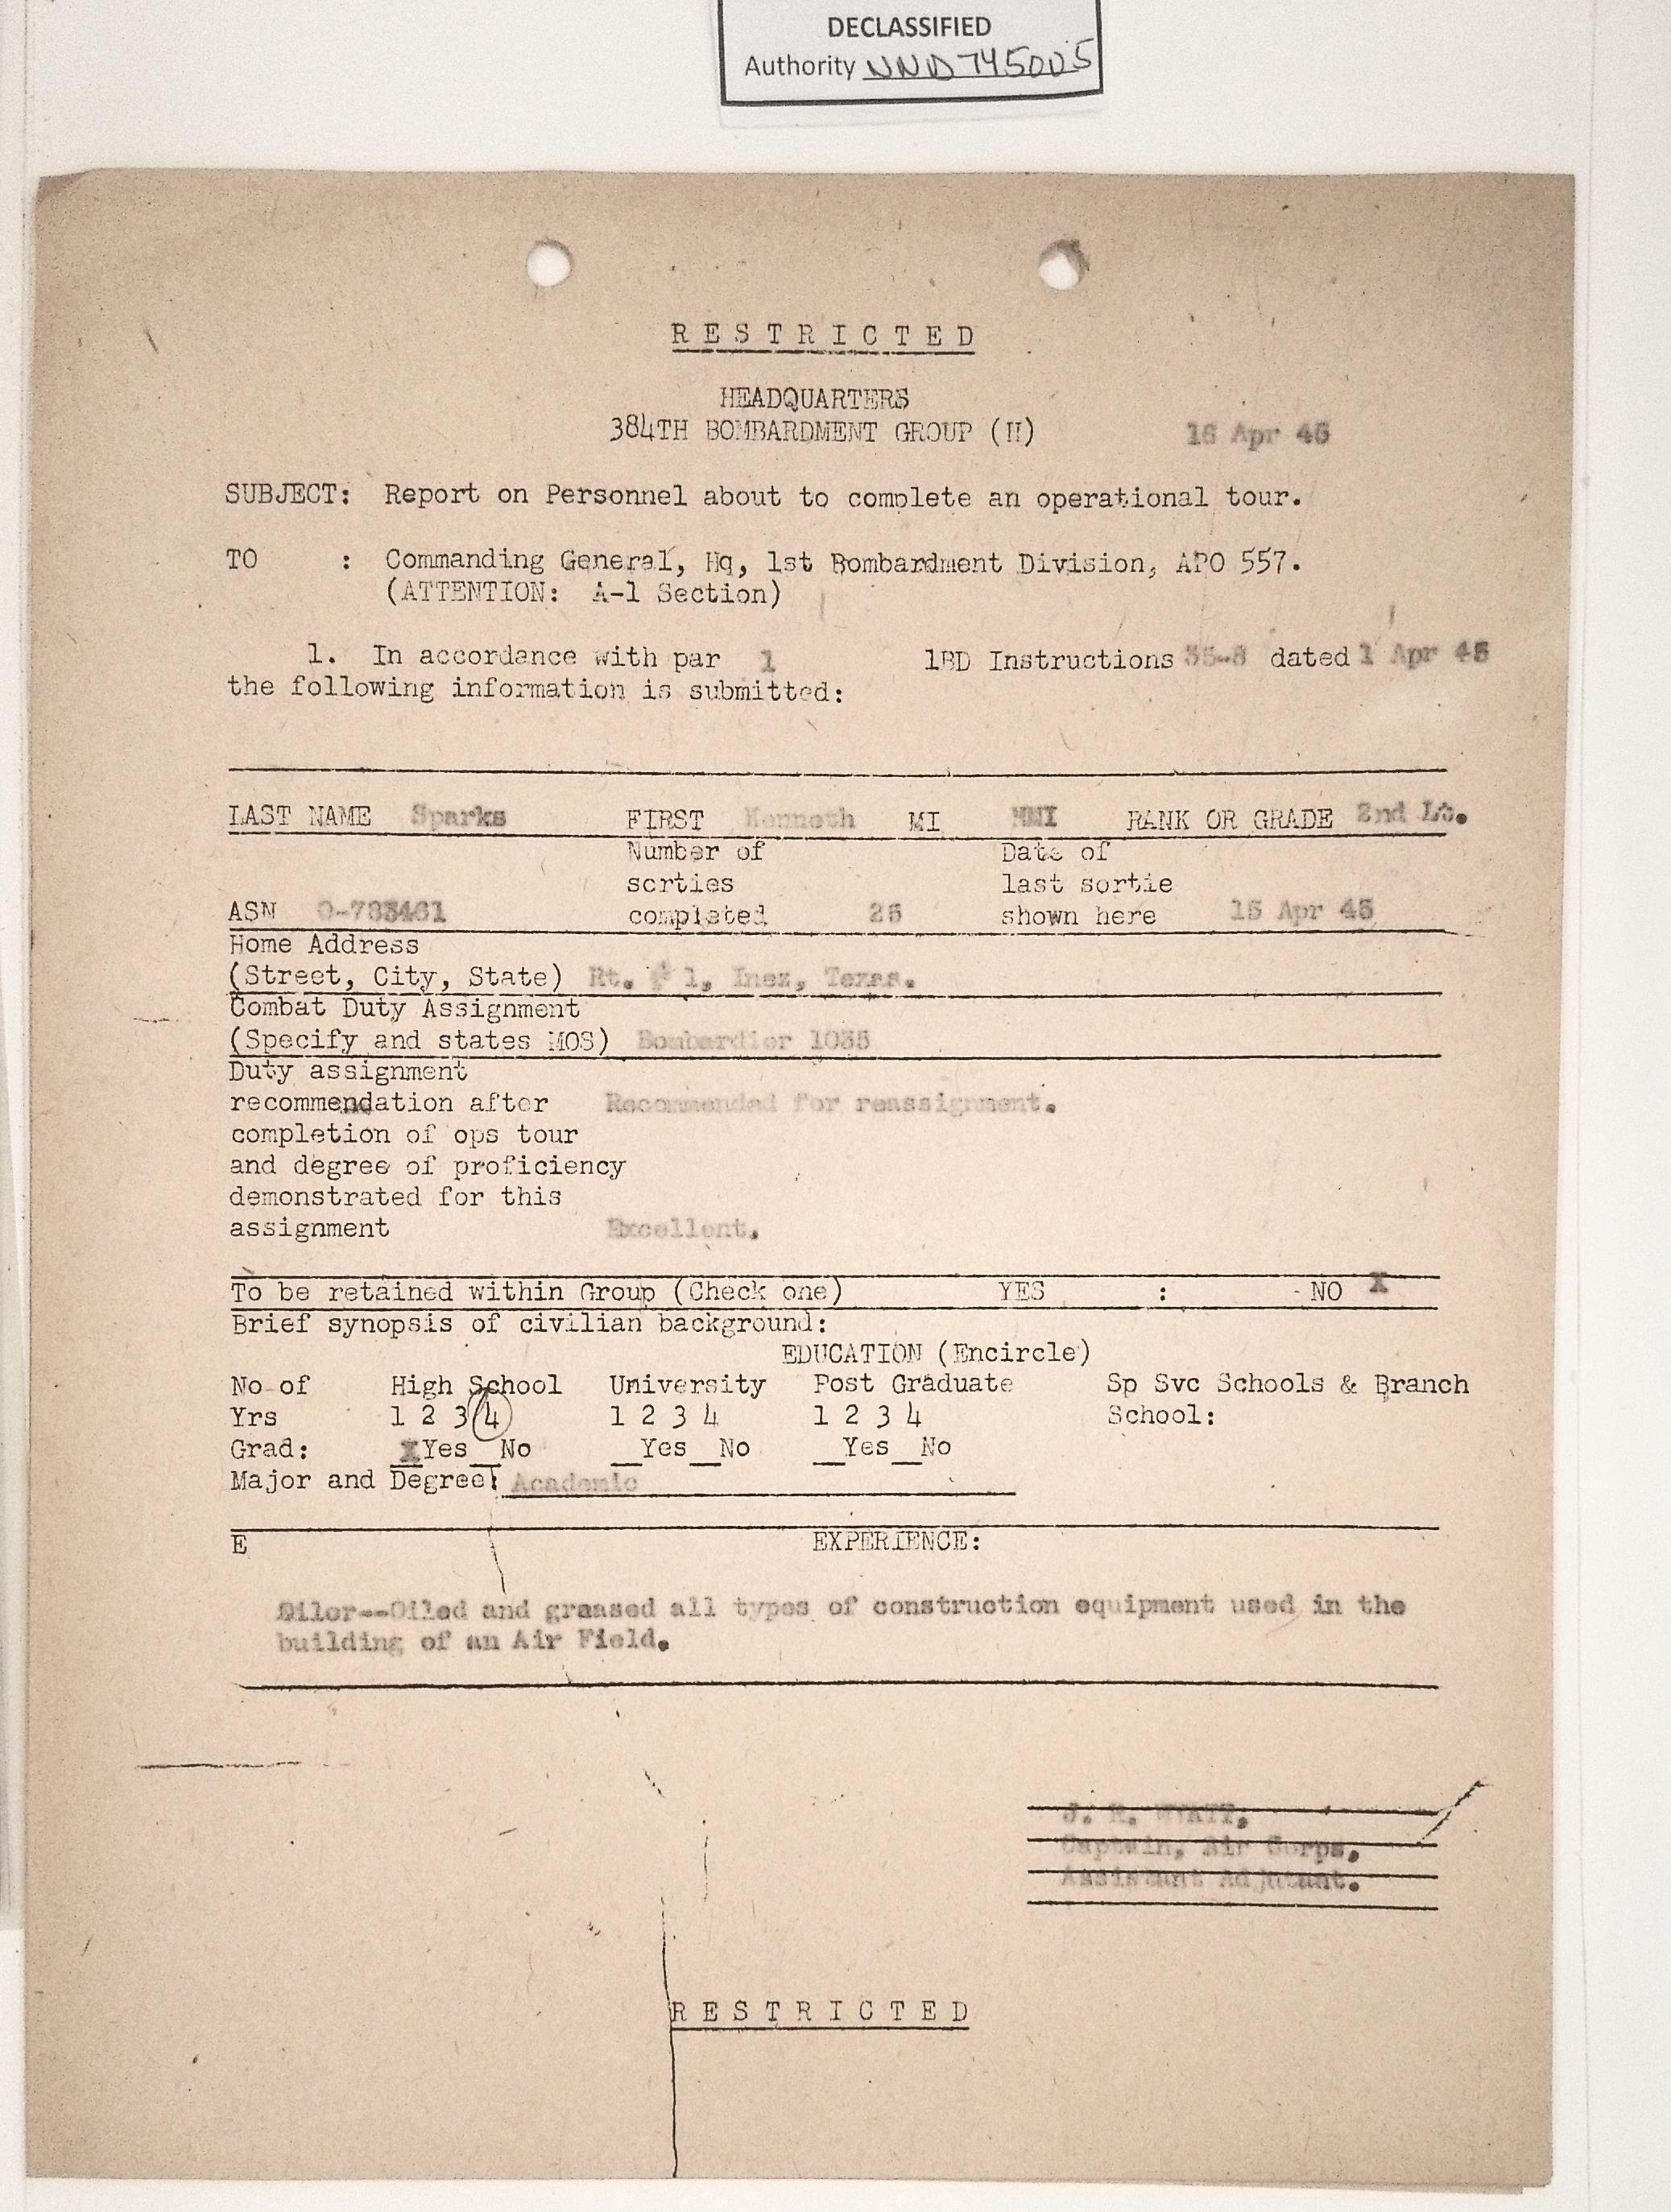 DECLASSIFIED
Authority NND 745005
RESTRICTED
HEADQUARTERS
384TH BOMBARDMENT GROUP (H) 16 Apr 45
SUBJECT: Report on Personnel about to complete an operational tour.
TO : Commanding General, Hq, 1st Bombardment Division, APO 557.
(ATTENTION: A-1 Section)
1. In accordance with par 1 1BD Instructions 35-8 dated 1 Apr 45
the following information is submitted:
LAST NAME Sparks FIRST Kenneth MI NMI RANK OR GRADE 2nd Lt.
Number of Date of
sorties last sortie
ASN O-783461 completed 25 shown here 15 Apr 45
Home Address
(Street, City, State) Rt. # 1, Inez, Texas.
Combat Duty Assignment
(Specify and states MOS) Bombardier 1035
Duty assignment
recommendation after Recommended for reassignment.
completion of ops tour
and degree of proficiency
demonstrated for this
assignment Excellent.
To be retained within Group (Check one) YES : NO X
Brief synopsis of civilian background:
EDUCATION (Encircle)
No of High School University Post Graduate Sp Svc Schools & Branch
Yrs 1 2 3 4 1 2 3 4 1 2 3 4 School:
Grad: X Yes No Yes No Yes No
Major and Degree: Academic
E EXPERIENCE:
Oiler--Oiled and greased all types of construction equipment used in the
building of an Air Field.
J. R. WYATT,
Captain, Air Corps,
Assistant Adjutant.
RESTRICTED